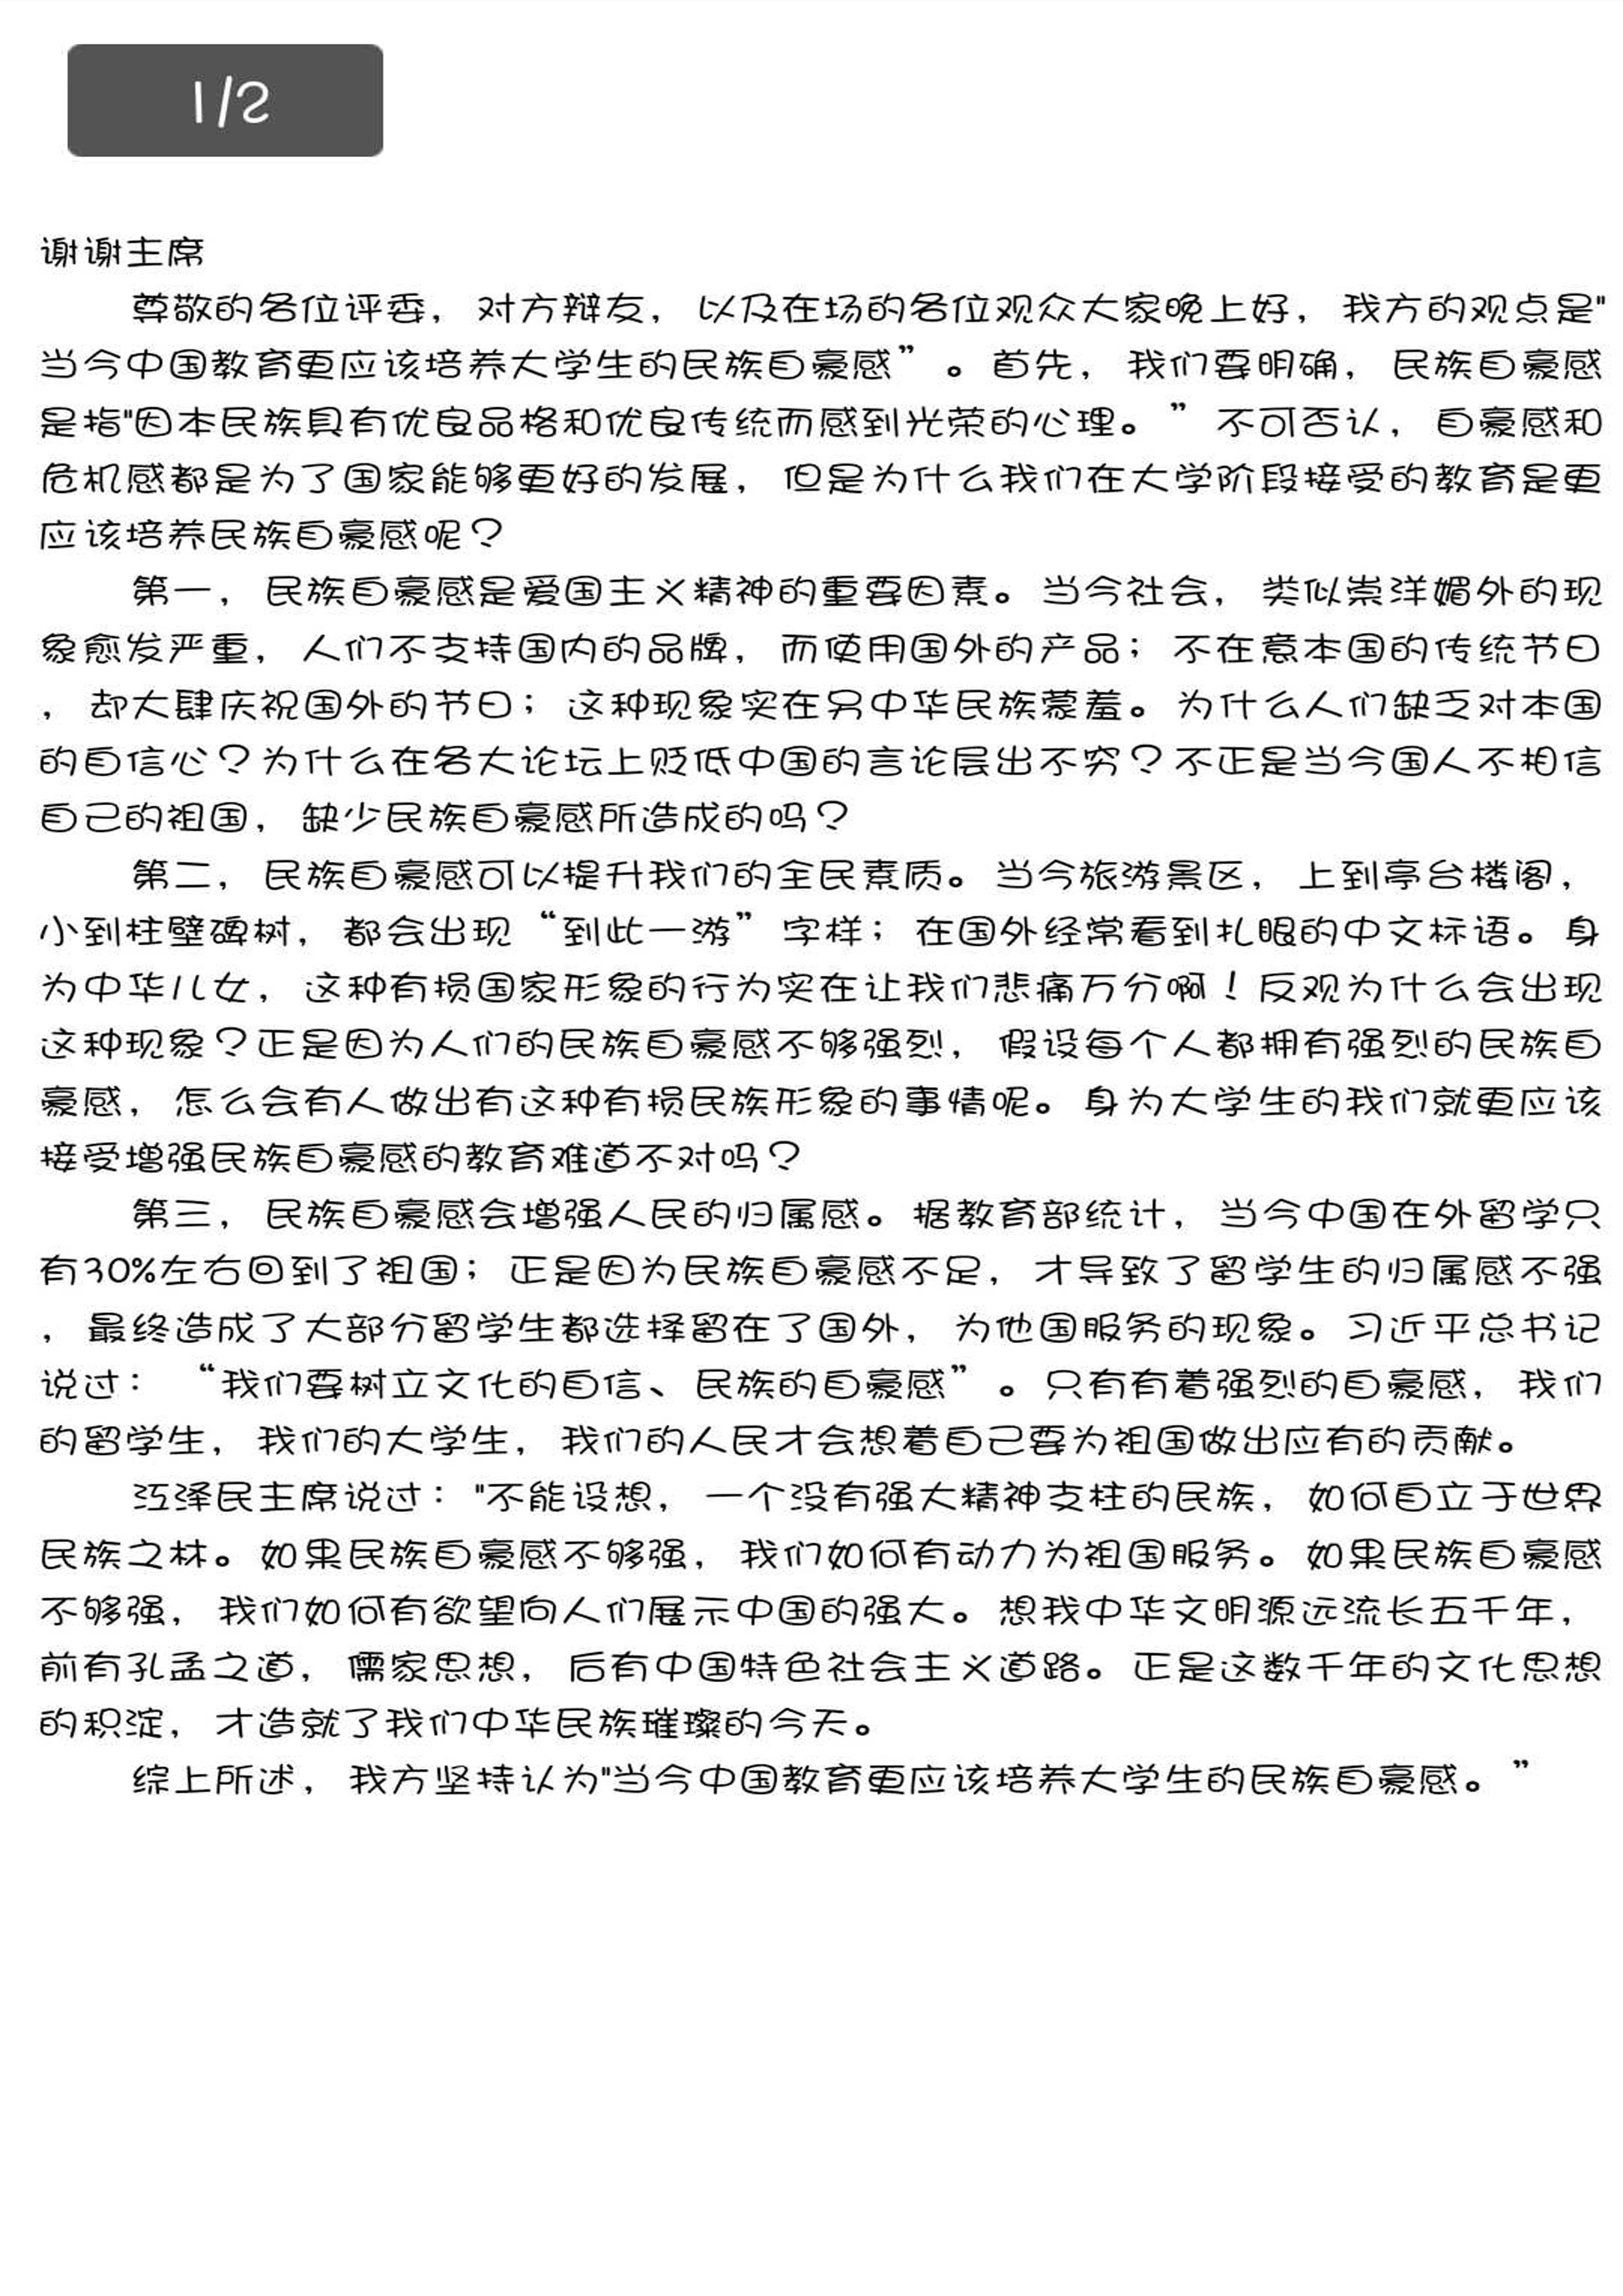 1/2
谢谢主席
尊敬的各位评委，对方辩友，以及在场的各位观众大家晚上好，我方的观点是"
当今中国教育更应该培养大学生的民族自豪感”。首先，我们要明确，民族自豪感
是指"因本民族具有优良品格和优良传统而感到光荣的心理。”不可否认，自豪感和
危机感都是为了国家能够更好的发展，但是为什么我们在大学阶段接受的教育是更
应该培养民族自豪感呢？
第一，民族自豪感是爱国主义精神的重要因素。当今社会，类似崇洋媚外的现
象愈发严重，人们不支持国内的品牌，而使用国外的产品；不在意本国的传统节日
，却大肆庆祝国外的节日；这种现象实在另中华民族蒙羞。为什么人们缺乏对本国
的自信心？为什么在各大论坛上贬低中国的言论层出不穷？不正是当今国人不相信
自己的祖国，缺少民族自豪感所造成的吗？
第二，民族自豪感可以提升我们的全民素质。当今旅游景区，上到亭台楼阁，
小到柱壁碑树，都会出现“到此一游”字样；在国外经常看到扎眼的中文标语。身
为中华儿女，这种有损国家形象的行为实在让我们悲痛万分啊！反观为什么会出现
这种现象？正是因为人们的民族自豪感不够强烈，假设每个人都拥有强烈的民族自
豪感，怎么会有人做出有这种有损民族形象的事情呢。身为大学生的我们就更应该
接受增强民族自豪感的教育难道不对吗？
第三，民族自豪感会增强人民的归属感。据教育部统计，当今中国在外留学只
有30%左右回到了祖国；正是因为民族自豪感不足，才导致了留学生的归属感不强
，最终造成了大部分留学生都选择留在了国外，为他国服务的现象。习近平总书记
说过：“我们要树立文化的自信、民族的自豪感”。只有有着强烈的自豪感，我们
的留学生，我们的大学生，我们的人民才会想着自己要为祖国做出应有的贡献。
江泽民主席说过："不能设想，一个没有强大精神支柱的民族，如何自立于世界
民族之林。如果民族自豪感不够强，我们如何有动力为祖国服务。如果民族自豪感
不够强，我们如何有欲望向人们展示中国的强大。想我中华文明源远流长五千年，
前有孔孟之道，儒家思想，后有中国特色社会主义道路。正是这数千年的文化思想
的积淀，才造就了我们中华民族璀璨的今天。
综上所述，我方坚持认为"当今中国教育更应该培养大学生的民族自豪感。”